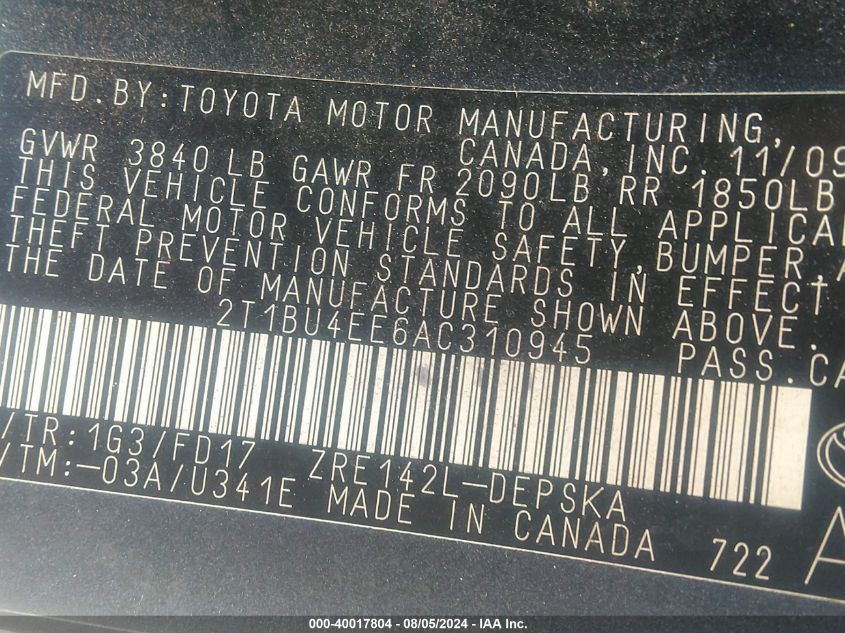 MFD.BY:TOYOTA MOTOR MANUFACTURING,
CANADA, INC. 11/09
GVWR 3840 LB GAWR FR 2090LB RR 1850LB
THIS VEHICLE CONFORMS TO ALL APPLICA
FEDERAL MOTOR VEHICLE SAFETY, BUMPER, A
THEFT PREVENTION STANDARDS IN EFFECT
THE DATE OF MANUFACTURE SHOWN ABOVE.
2T1BU4EE6AC310945 PASS.CA
/TR:1G3/FD17 ZRE142L-DEPSKA
/TM:-03A/U341E MADE IN CANADA 722
A
000-40017804 - 08/05/2024 - IAA Inc.